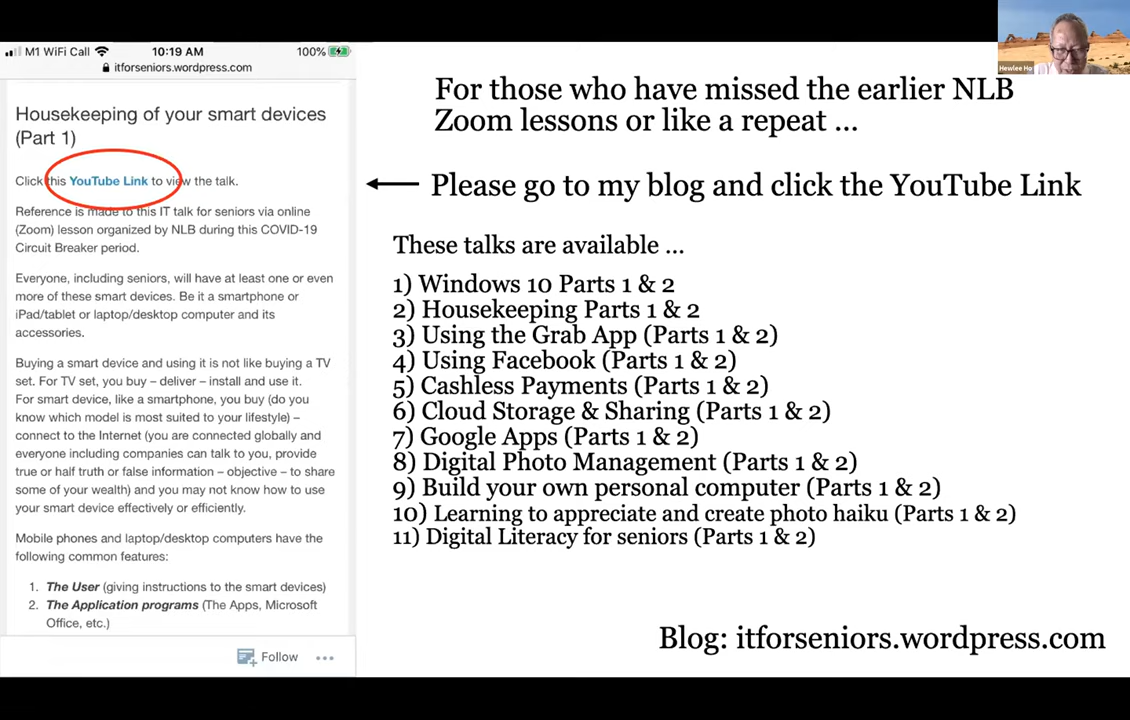 M1 WiFi Call 10:19 AM 100%
itforseniors.wordpress.com
Housekeeping of your smart devices
(Part 1)
Click this YouTube Link to view the talk.
Reference is made to this IT talk for seniors via online
(Zoom) lesson organized by NLB during this COVID-19
Circuit Breaker period.
Everyone, including seniors, will have at least one or even
more of these smart devices. Be it a smartphone or
iPad/tablet or laptop/desktop computer and its
accessories.
Buying a smart device and using it is not like buying a TV
set. For TV set, you buy – deliver – install and use it.
For smart device, like a smartphone, you buy (do you
know which model is most suited to your lifestyle) –
connect to the Internet (you are connected globally and
everyone including companies can talk to you, provide
true or half truth or false information – objective – to share
some of your wealth) and you may not know how to use
your smart device effectively or efficiently.
Mobile phones and laptop/desktop computers have the
following common features:
1. The User (giving instructions to the smart devices)
2. The Application programs (The Apps, Microsoft
Office, etc.)
Follow
For those who have missed the earlier NLB
Zoom lessons or like a repeat ...
Please go to my blog and click the YouTube Link
These talks are available ...
1) Windows 10 Parts 1 & 2
2) Housekeeping Parts 1 & 2
3) Using the Grab App (Parts 1 & 2)
4) Using Facebook (Parts 1 & 2)
5) Cashless Payments (Parts 1 & 2)
6) Cloud Storage & Sharing (Parts 1 & 2)
7) Google Apps (Parts 1 & 2)
8) Digital Photo Management (Parts 1 & 2)
9) Build your own personal computer (Parts 1 & 2)
10) Learning to appreciate and create photo haiku (Parts 1 & 2)
11) Digital Literacy for seniors (Parts 1 & 2)
Blog: itforseniors.wordpress.com
Hewlee Ho